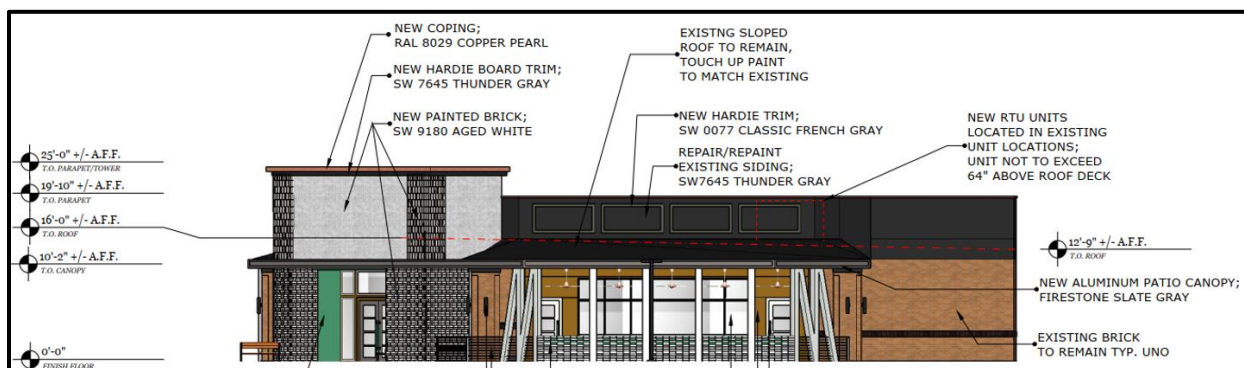 NEW COPING;
RAL 8029 COPPER PEARL
NEW HARDIE BOARD TRIM;
SW 7645 THUNDER GRAY
NEW PAINTED BRICK;
SW 9180 AGED WHITE
EXISTNG SLOPED
ROOF TO REMAIN,
TOUCH UP PAINT
TO MATCH EXISTING
NEW HARDIE TRIM;
SW 0077 CLASSIC FRENCH GRAY
REPAIR/REPAINT
EXISTING SIDING;
SW7645 THUNDER GRAY
NEW RTU UNITS
LOCATED IN EXISTING
UNIT LOCATIONS;
UNIT NOT TO EXCEED
64" ABOVE ROOF DECK
25'-0" +/- A.F.F.
T.O. PARAPET/TOWER
19'-10" +/- A.F.F.
T.O. PARAPET
16'-0" +/- A.F.F.
T.O. ROOF
10'-2" +/- A.F.F.
T.O. CANOPY
0'-0"
FINISH FLOOR
12'-9" +/- A.F.F.
T.O. ROOF
NEW ALUMINUM PATIO CANOPY;
FIRESTONE SLATE GRAY
EXISTING BRICK
TO REMAIN TYP. UNO